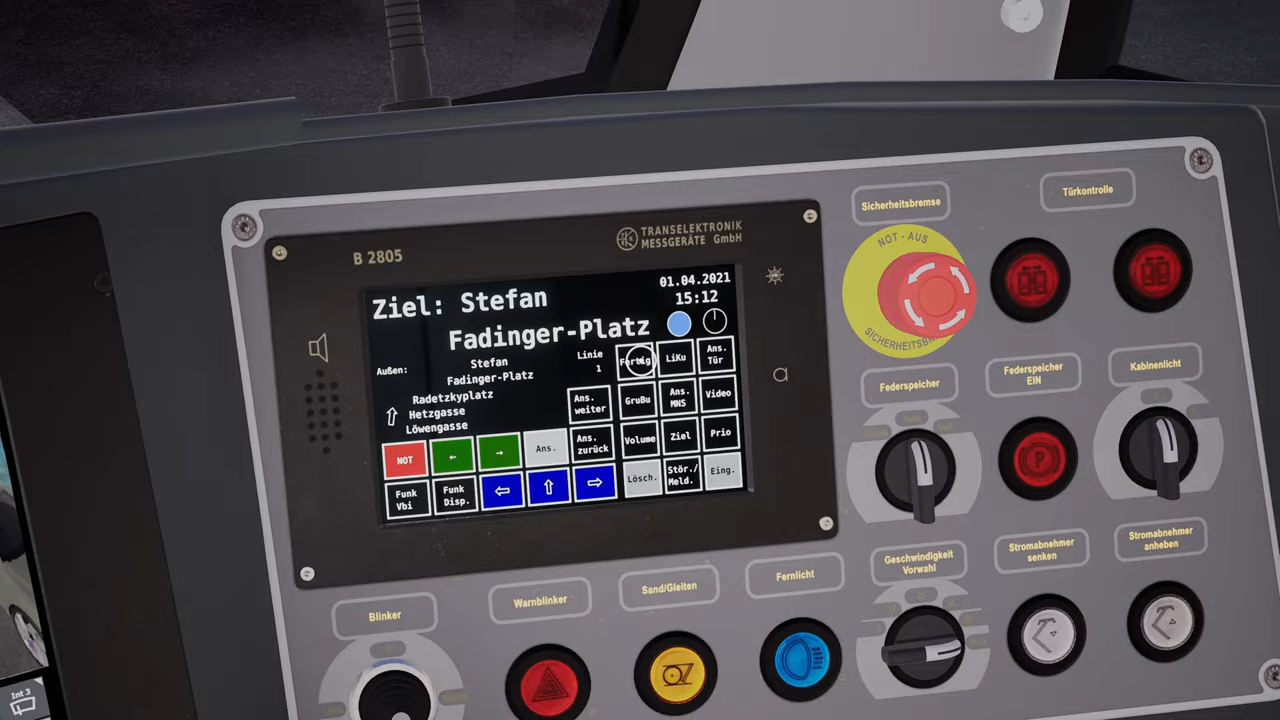 TRANSELEKTRONIK
MESSGERÄTE GmbH
B 2805
Ziel: Stefan
Fadinger-Platz
01.04.2021
15:12
Außen:
Stefan
Fadinger-Platz
Linie
1
Radetzkyplatz
Hetzgasse
Löwengasse
Fertig
LiKu
Ans.
Tür
Ans.
weiter
GruBu
Ans.
MNS
Video
NOT
←
→
Ans.
Ans.
zurück
Volume
Ziel
Prio
Funk
Vbi
Funk
Disp.
⇦
⇧
⇨
Lösch.
Stör./
Meld.
Eing.
Sicherheitsbremse
Türkontrolle
NOT - AUS
Federspeicher
Federspeicher
EIN
Kabinenlicht
P
Geschwindigkeit
Vorwahl
Stromabnehmer
senken
Stromabnehmer
anheben
Blinker
Warnblinker
Sand/Gleiten
Fernlicht
Int 3